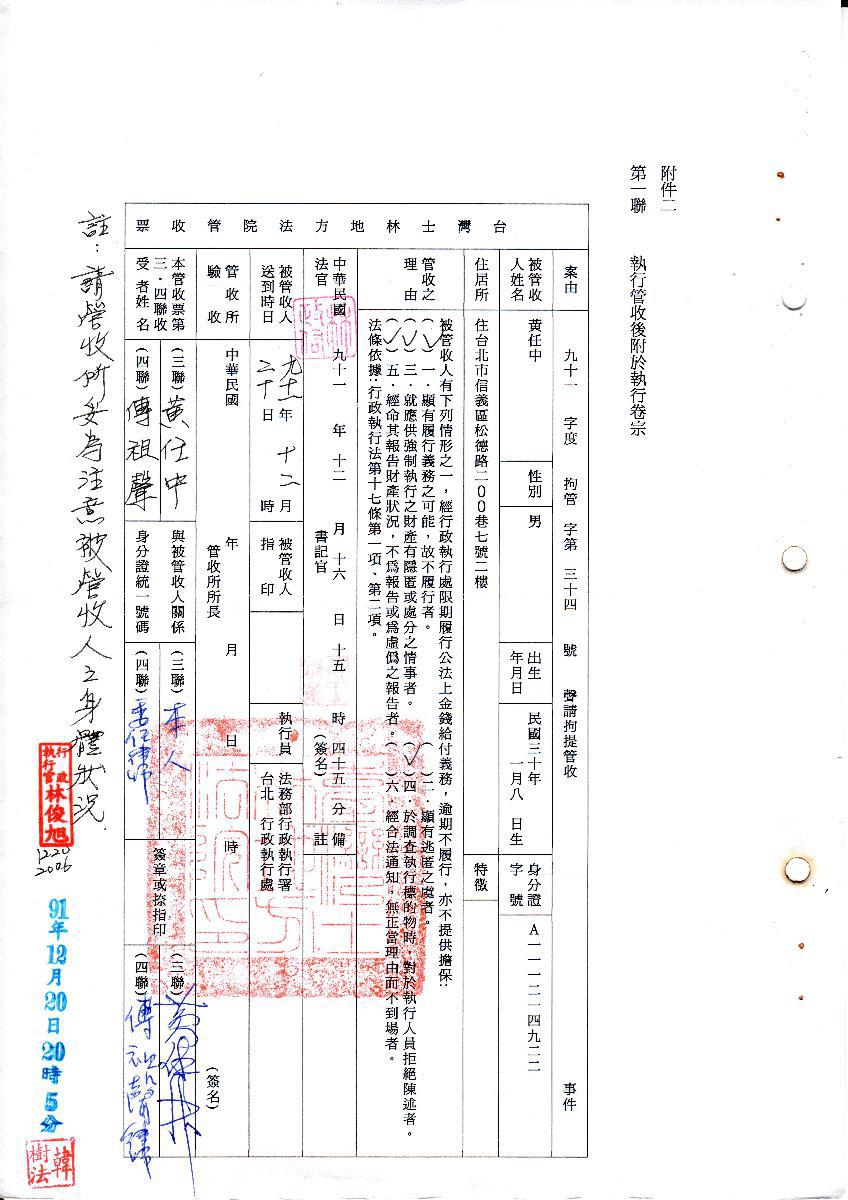 附件二
第一聯　執行管收後附於執行卷宗
台灣士林地方法院管收票
案由　九十一　字度　拘管　字第　三十四　號　聲請拘提管收　事件
被管收人姓名　黃任中　性別　男　出生年月日　民國三十年一月八日生　身分證字號　A一一一二一四九二二
住居所　住台北市信義區松德路二00巷七號二樓　特徵
管收之理由
被管收人有下列情形之一，經行政執行處限期履行公法上金錢給付義務，逾期不履行，亦不提供擔保：
(✓)一．顯有履行義務之可能，故不履行者。　(　)二．顯有逃匿之虞者。
(✓)三．就應供強制執行之財產有隱匿或處分之情事者。　(✓)四．於調查執行標的物時，對於執行人員拒絕陳述者。
(✓)五．經命其報告財產狀況，不為報告或為虛偽之報告者。　(　)六．經合法通知，無正當理由而不到場者。
法條依據：行政執行法第十七條第一項、第二項。
中華民國　九十一　年　十二　月　十六　日　十五　時　四十五　分　備註
法官　書記官　(簽名)
被管收人送到時日　九十一年十二月二十日　時　被管收人指印　執行員　法務部行政執行署台北行政執行處
管收所驗收　中華民國　年　月　日　時
管收所所長　(簽名)
本管收票第三．四聯收受者姓名　(三聯)黃任中　與被管收人關係　(三聯)本人　簽章或捺指印　(三聯)
(四聯)傅祖聲　身分證統一號碼　(四聯)　(四聯)傅祖聲律師
註：請管收所妥為注意被管收人之身體狀況．
行政執行官林俊旭
1220
2006
91年12月20日20時5分
韓樹法